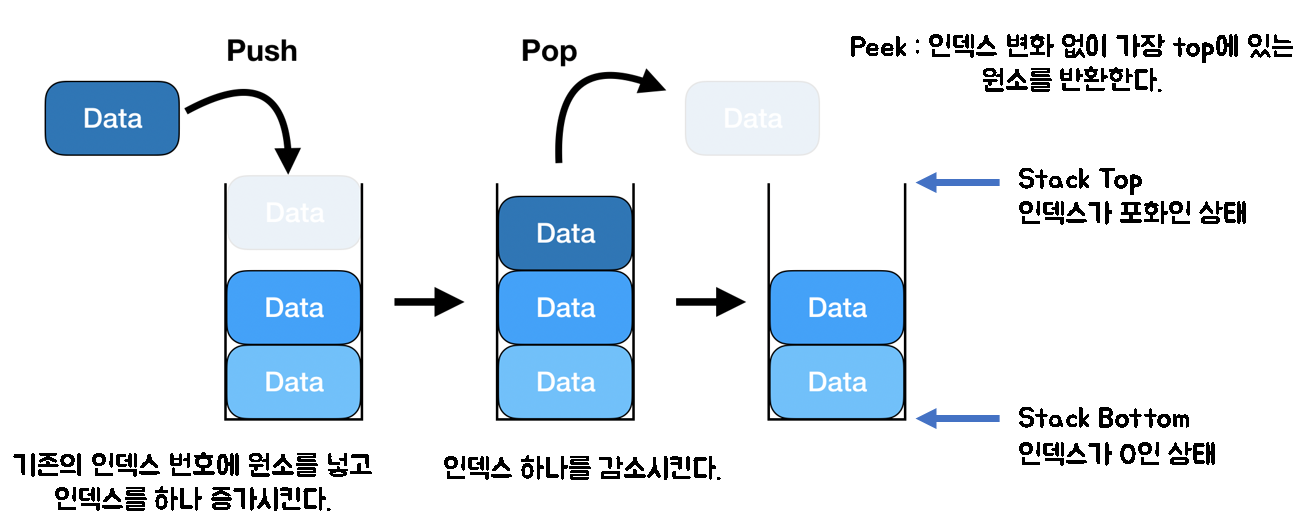 Push
Pop
Peek : 인덱스 변화 없이 가장 top에 있는
원소를 반환한다.
Data
Data
Data
Data
Data
Data
Data
Data
Data
Data
Data
Stack Top
인덱스가 포화인 상태
Stack Bottom
인덱스가 0인 상태
기존의 인덱스 번호에 원소를 넣고
인덱스를 하나 증가시킨다.
인덱스 하나를 감소시킨다.